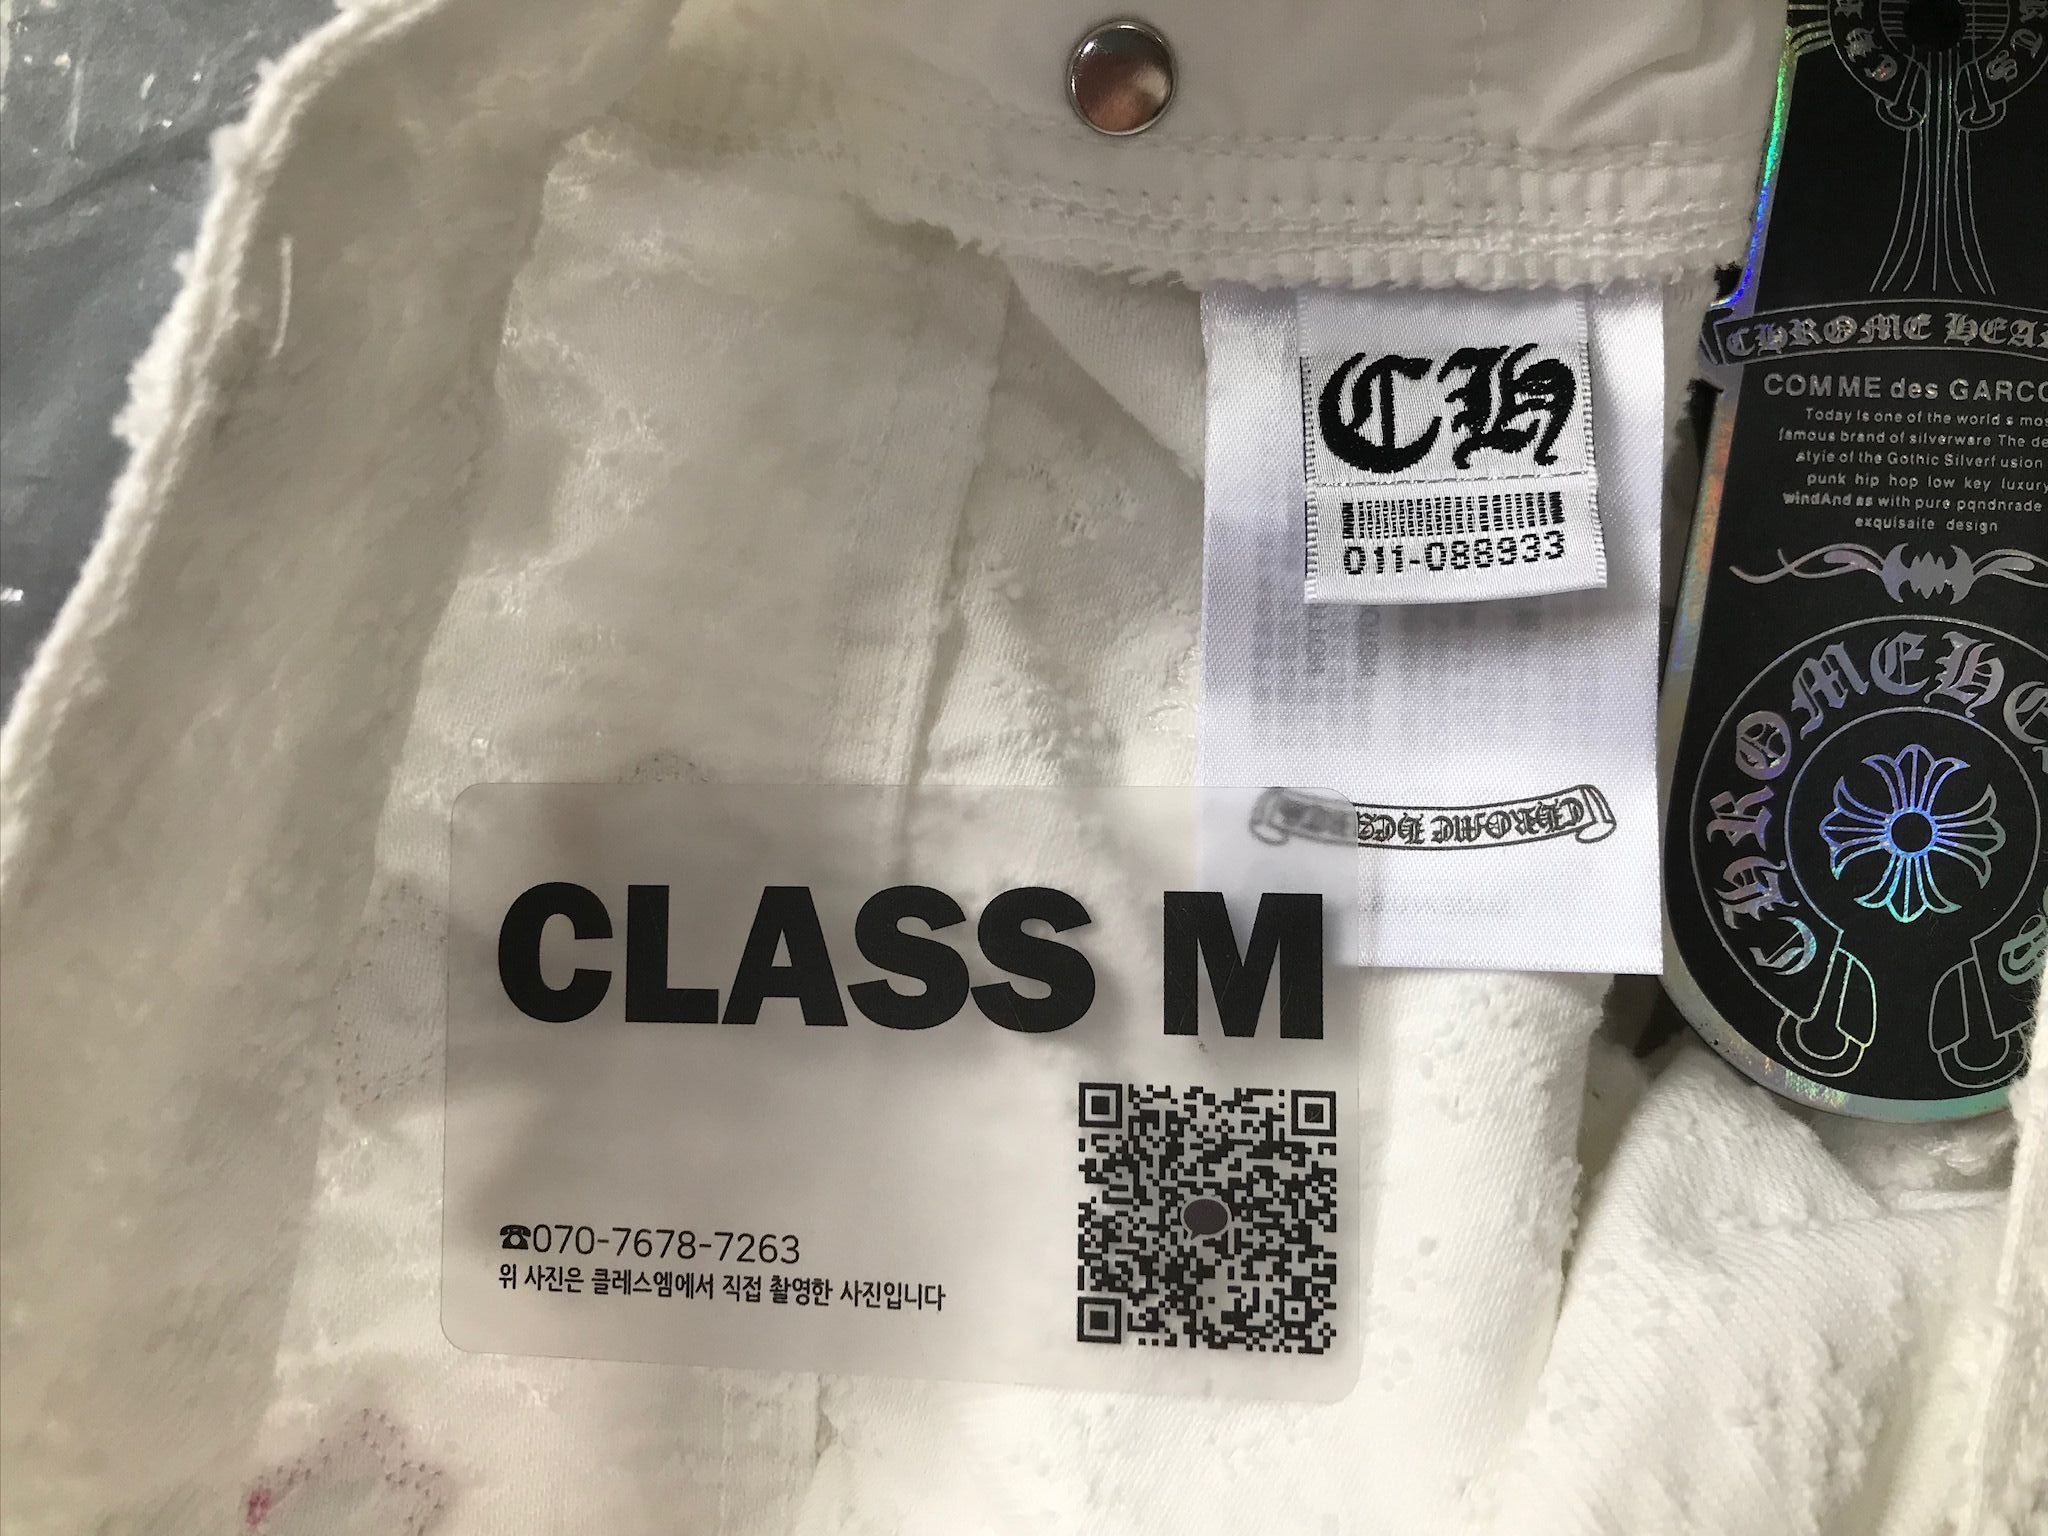 CH
011-088933
CHROME HEA
COMME des GARCO
Today is one of the world s mos
famous brand of silverware The de
style of the Gothic Silverf usion
punk hip hop low key luxury
windAnd as with pure pqndnrade
exquisaite design
CHROMEHE
CHROME HEA
CLASS M
☎070-7678-7263
위 사진은 클레스엠에서 직접 촬영한 사진입니다